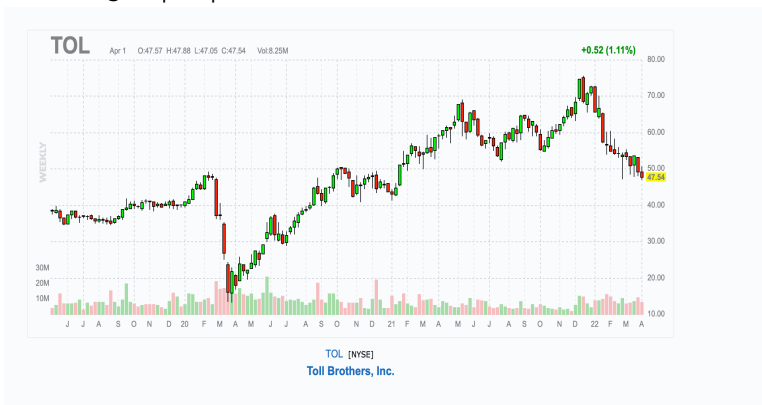 TOL Apr 1 O:47.57 H:47.88 L:47.05 C:47.54 Vol:8.25M +0.52 (1.11%)
80.00
70.00
60.00
WEEKLY
50.00
47.54
40.00
30.00
30M
20M
20.00
10M
10.00
J J A S O N D 20 F M A M J J A S O N D 21 F M A M J J A S O N D 22 F M A
TOL [NYSE]
Toll Brothers, Inc.